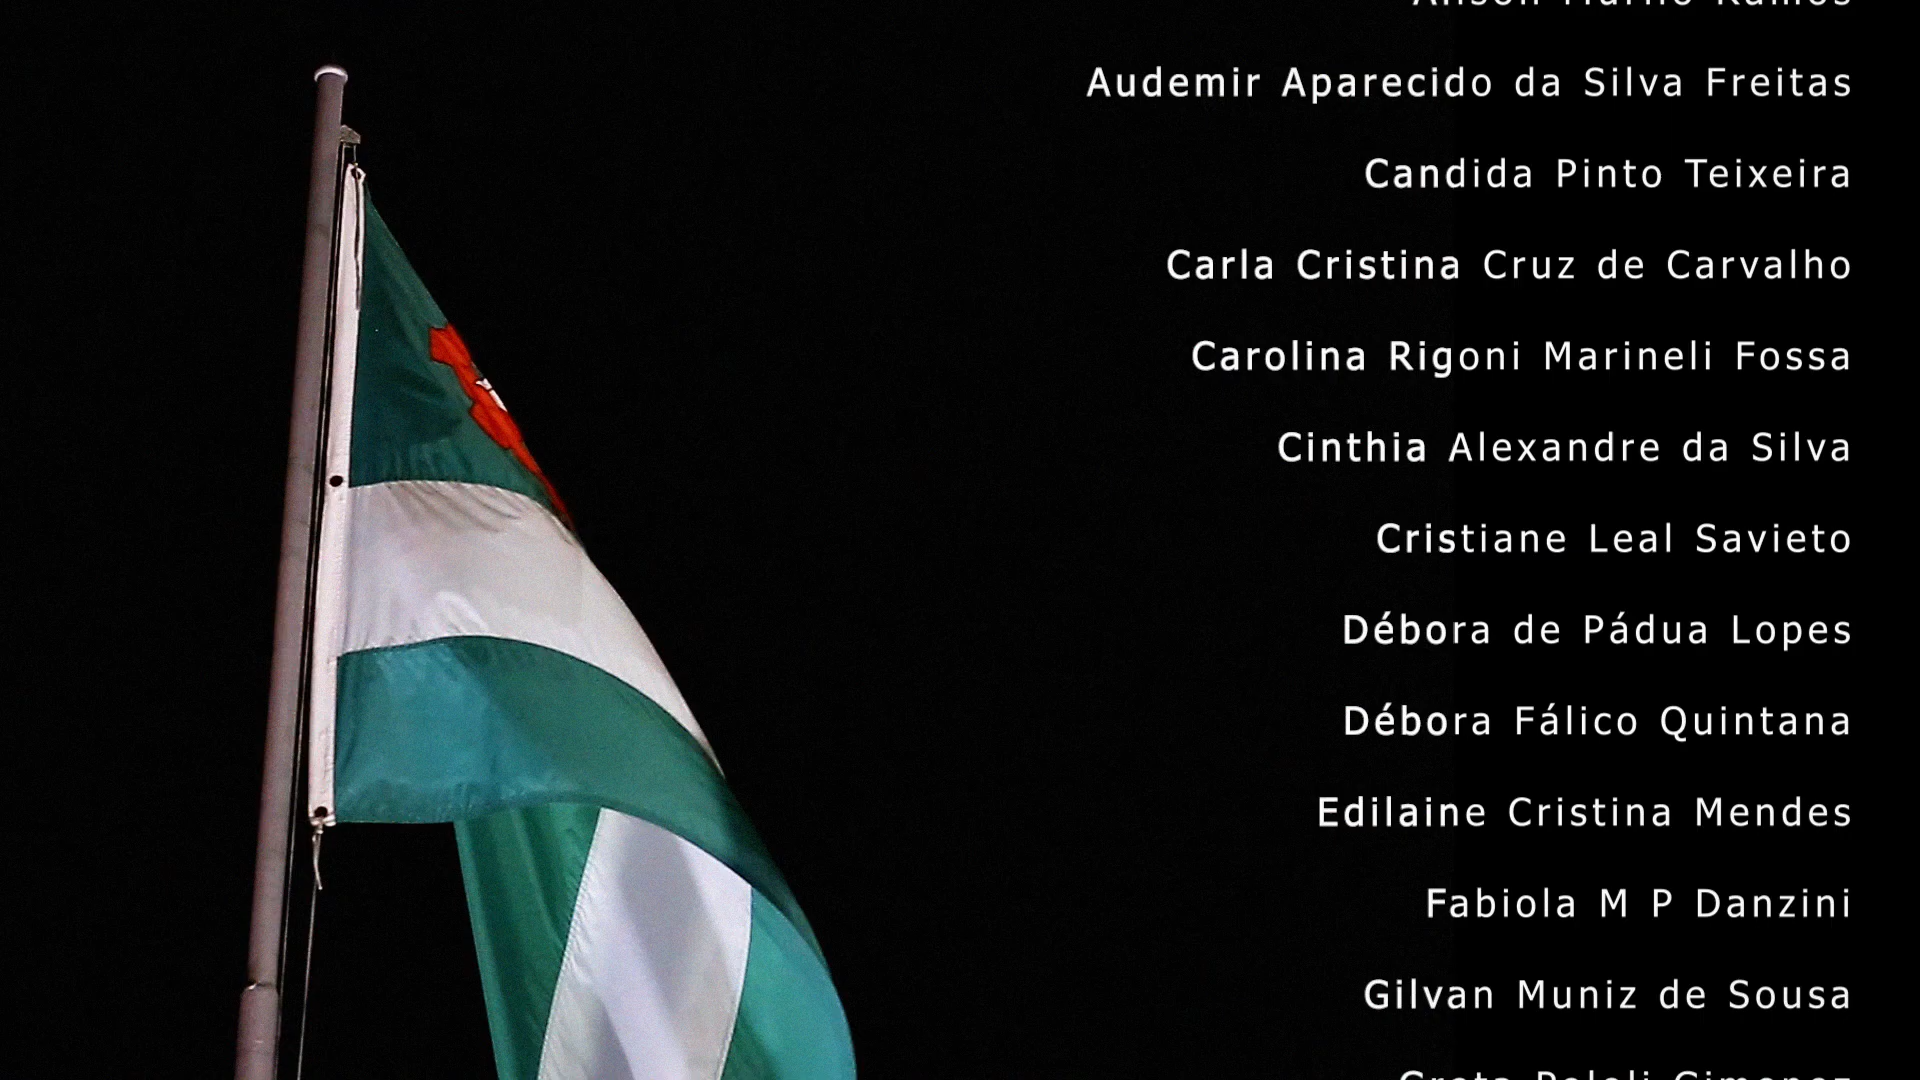 Audemir Aparecido da Silva Freitas
Candida Pinto Teixeira
Carla Cristina Cruz de Carvalho
Carolina Rigoni Marineli Fossa
Cinthia Alexandre da Silva
Cristiane Leal Savieto
Débora de Pádua Lopes
Débora Fálico Quintana
Edilaine Cristina Mendes
Fabiola M P Danzini
Gilvan Muniz de Sousa